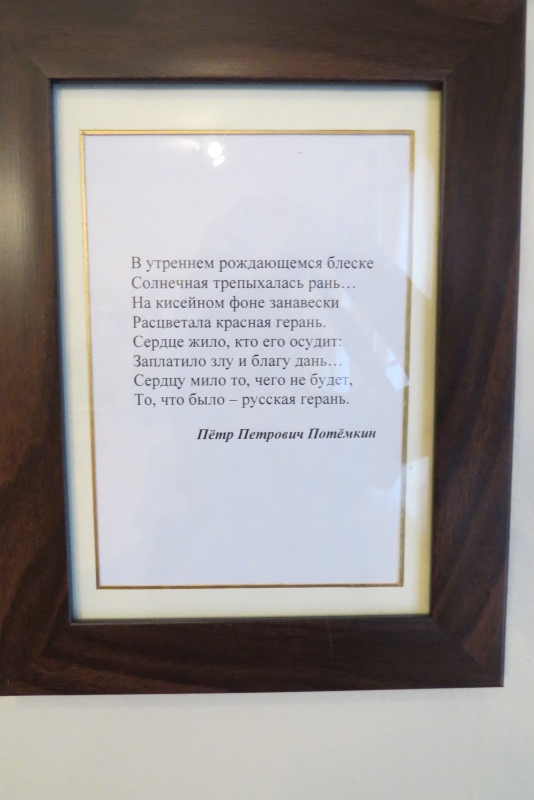 В утреннем рождающемся блеске
Солнечная трепыхалась рань...
На кисейном фоне занавески
Расцветала красная герань.
Сердце жило, кто его осудит:
Заплатило злу и благу дань...
Сердцу мило то, чего не будет,
То, что было – русская герань.
Пётр Петрович Потёмкин